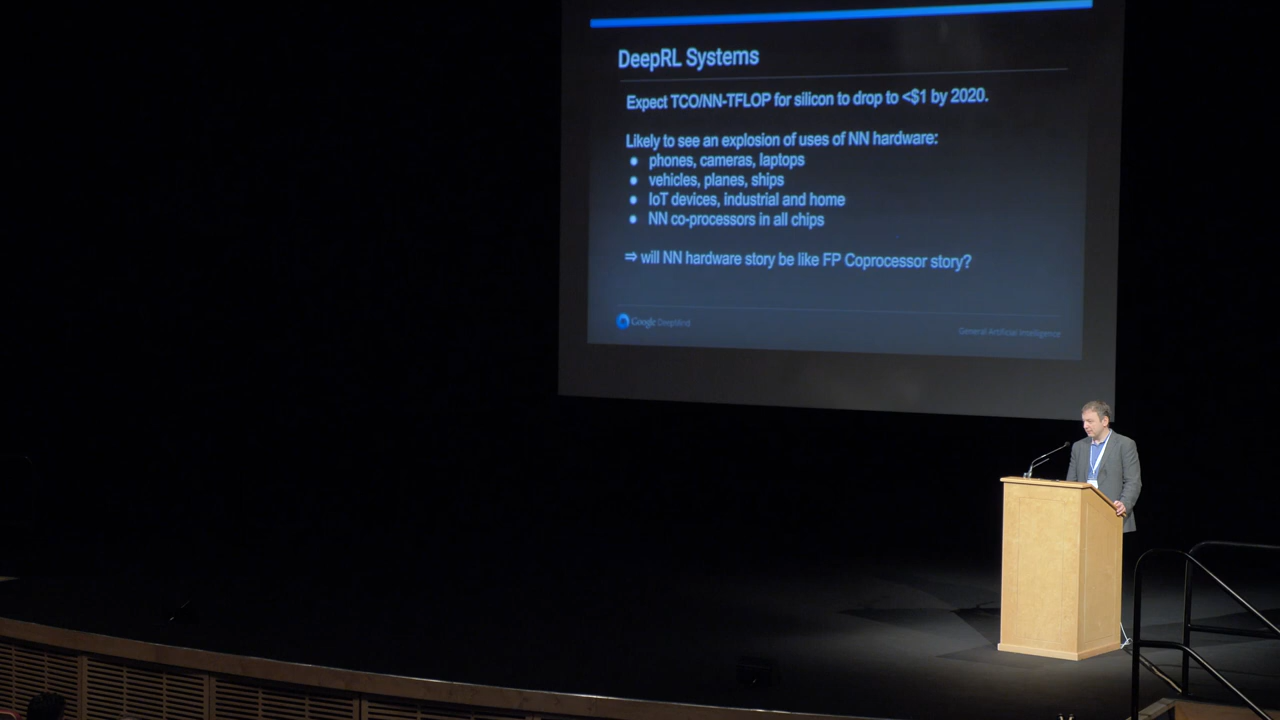 DeepRL Systems
Expect TCO/NN-TFLOP for silicon to drop to <$1 by 2020.
Likely to see an explosion of uses of NN hardware:
● phones, cameras, laptops
● vehicles, planes, ships
● IoT devices, industrial and home
● NN co-processors in all chips
⇒ will NN hardware story be like FP Coprocessor story?
Google DeepMind
General Artificial Intelligence